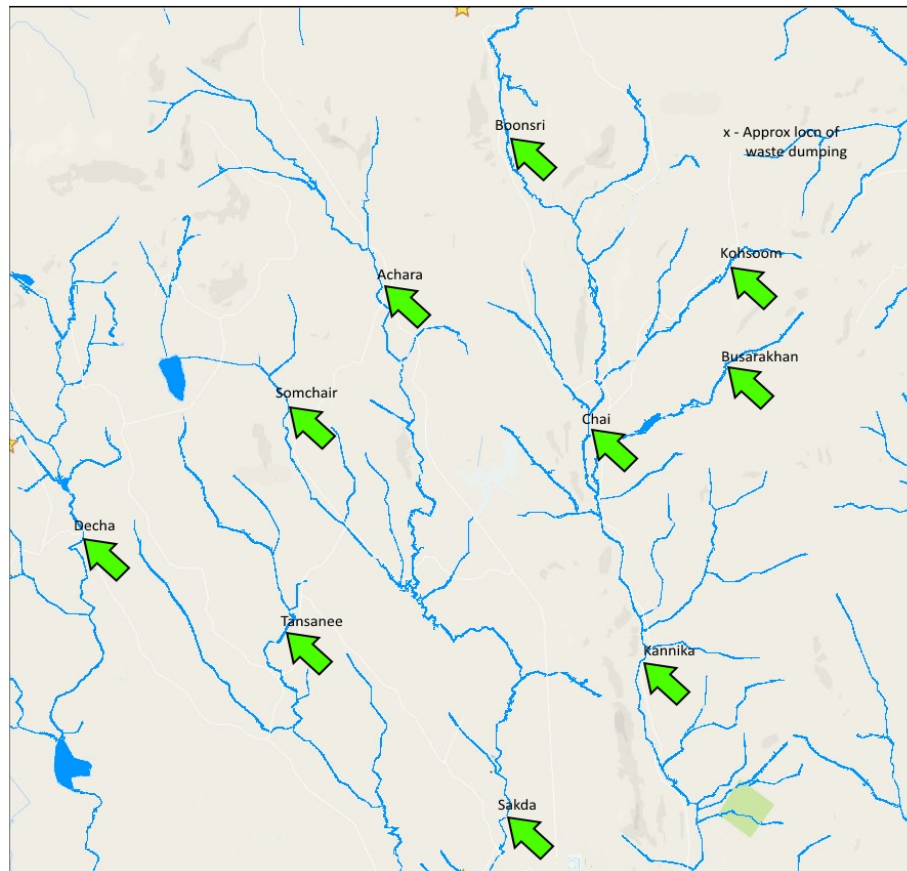 Boonsri
x - Approx locn of
waste dumping
Kohsoom
Achara
Busarakhan
Somchair
Chai
Decha
Tansanee
Kannika
Sakda